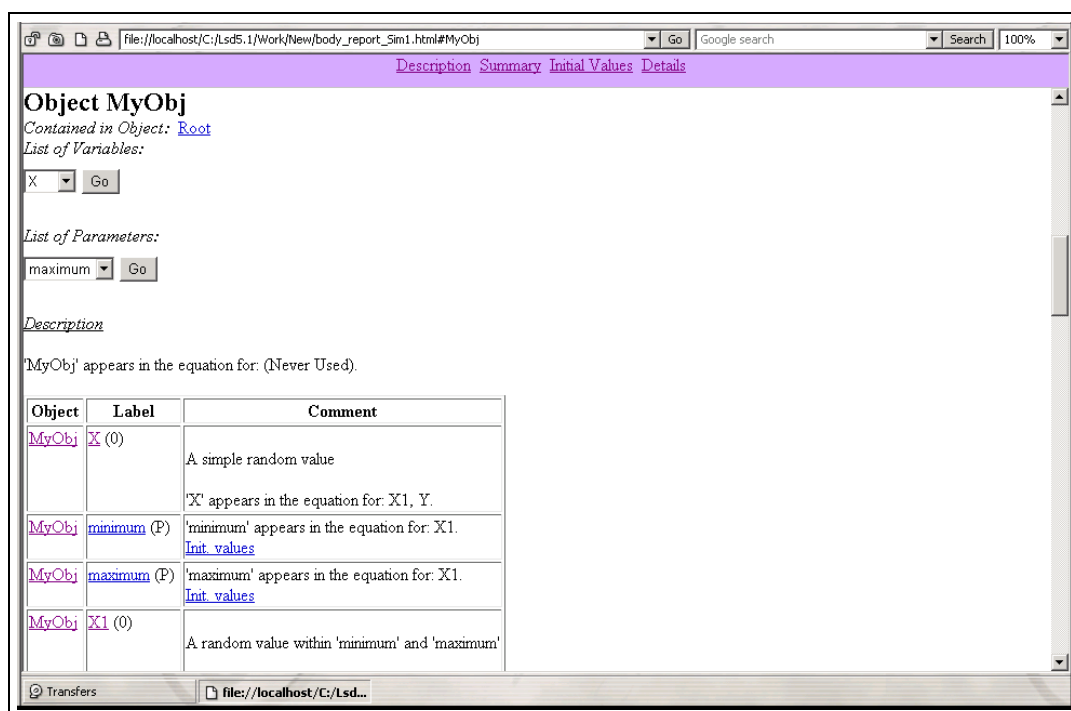 file://localhost/C:/Lsd5.1/Work/New/body_report_Sim1.html#MyObj Go Google search Search 100%
Description Summary Initial Values Details
Object MyObj
Contained in Object: Root
List of Variables:
X Go
List of Parameters:
maximum Go
Description
'MyObj' appears in the equation for: (Never Used).
Object Label Comment
MyObj X (0)
A simple random value
'X' appears in the equation for: X1, Y.
MyObj minimum (P) 'minimum' appears in the equation for: X1.
Init. values
MyObj maximum (P) 'maximum' appears in the equation for: X1.
Init. values
MyObj X1 (0)
A random value within 'minimum' and 'maximum'
Transfers file://localhost/C:/Lsd...